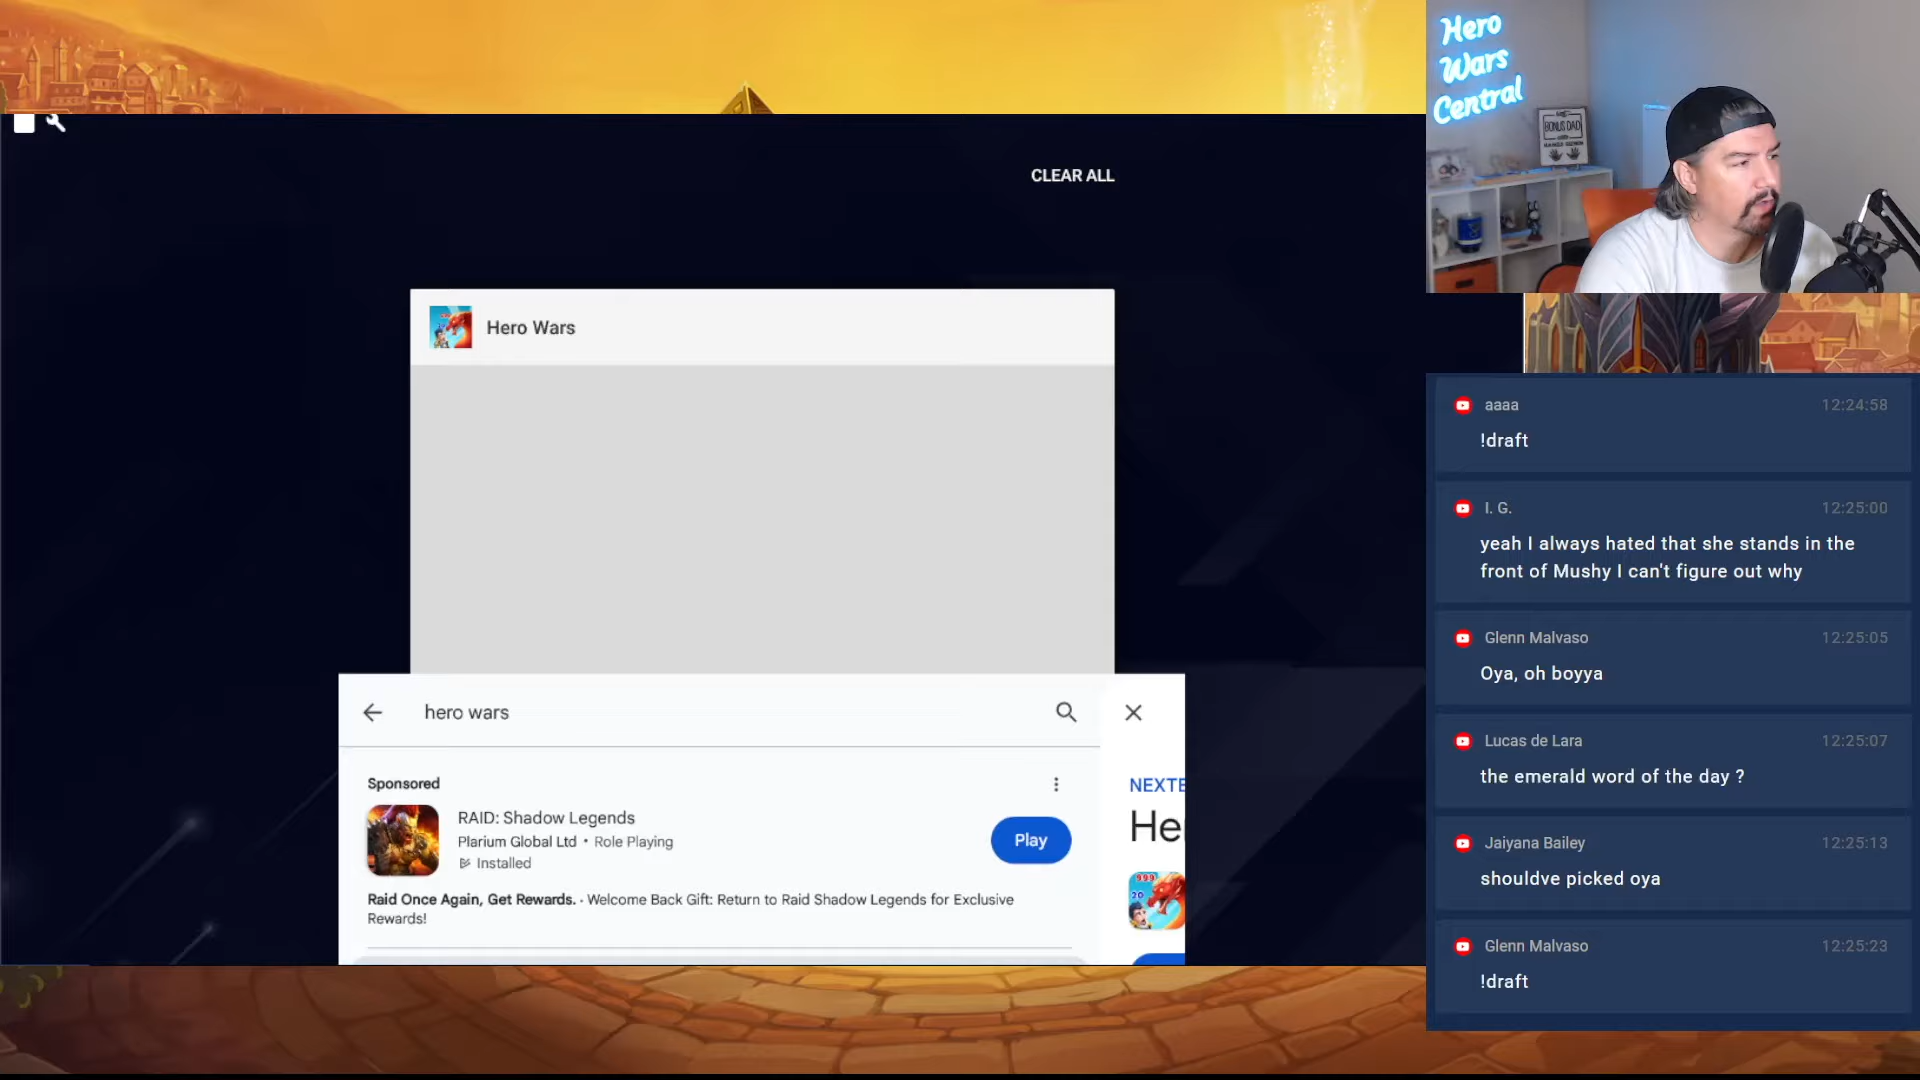 CLEAR ALL
Hero Wars
hero wars
Sponsored
RAID: Shadow Legends
Plarium Global Ltd • Role Playing
Installed
Play
Raid Once Again, Get Rewards. · Welcome Back Gift: Return to Raid Shadow Legends for Exclusive
Rewards!
NEXTE
He
999
20
Hero
Wars
Central
BONUS DAD
aaaa 12:24:58
!draft
I. G. 12:25:00
yeah I always hated that she stands in the
front of Mushy I can't figure out why
Glenn Malvaso 12:25:05
Oya, oh boyya
Lucas de Lara 12:25:07
the emerald word of the day ?
Jaiyana Bailey 12:25:13
shouldve picked oya
Glenn Malvaso 12:25:23
!draft